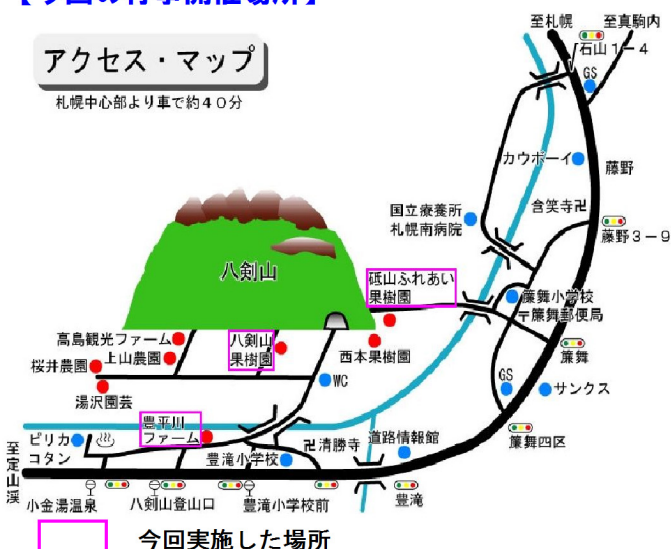 アクセス・マップ
札幌中心部より車で約４０分
至札幌
至真駒内
石山１－４
GS
カウボーイ
藤野
国立療養所
札幌南病院
含笑寺卍
藤野３－９
八剣山
砥山ふれあい
果樹園
簾舞小学校
〒簾舞郵便局
高島観光ファーム
上山農園
八剣山
果樹園
西本果樹園
簾舞
桜井農園
WC
GS
サンクス
湯沢園芸
豊平川
ファーム
簾舞四区
ピリカ
コタン
豊滝小学校
卍清勝寺
道路情報館
至定山渓
小金湯温泉
八剣山登山口
豊滝小学校前
豊滝
今回実施した場所